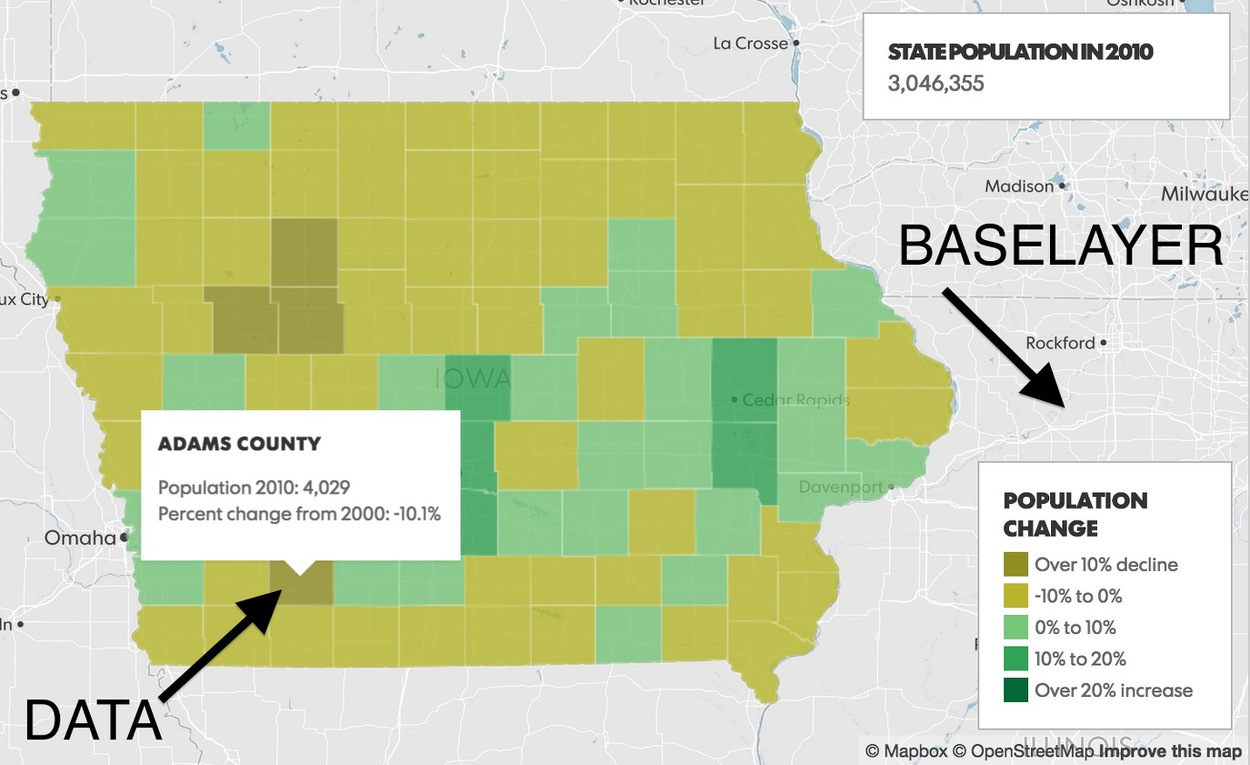 Rochester
Oshkosh
La Crosse
STATE POPULATION IN 2010
3,046,355
s
Madison
Milwauke
BASELAYER
ux City
Rockford
IOWA
Cedar Rapids
ADAMS COUNTY
Population 2010: 4,029
Percent change from 2000: -10.1%
Davenport
POPULATION
CHANGE
Omaha
Over 10% decline
-10% to 0%
0% to 10%
ln
10% to 20%
Over 20% increase
DATA
ILLINOIS
© Mapbox © OpenStreetMap Improve this map